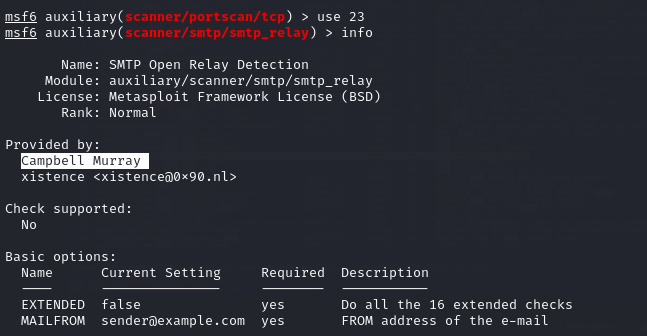 msf6 auxiliary(scanner/portscan/tcp) > use 23
msf6 auxiliary(scanner/smtp/smtp_relay) > info
Name: SMTP Open Relay Detection
Module: auxiliary/scanner/smtp/smtp_relay
License: Metasploit Framework License (BSD)
Rank: Normal
Provided by:
Campbell Murray
xistence <xistence@0x90.nl>
Check supported:
No
Basic options:
Name Current Setting Required Description
---- --------------- -------- -----------
EXTENDED false yes Do all the 16 extended checks
MAILFROM sender@example.com yes FROM address of the e-mail